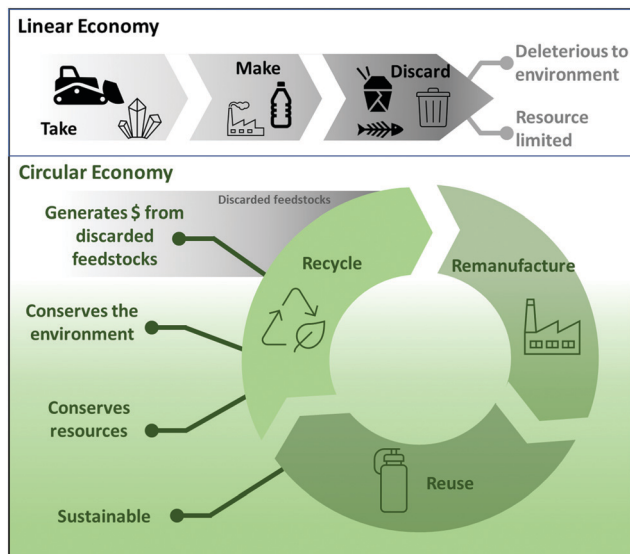 Linear Economy
Take
Make
Discard
Deleterious to
environment
Resource
limited
Circular Economy
Discarded feedstocks
Generates $ from
discarded
feedstocks
Recycle
Remanufacture
Conserves the
environment
Conserves
resources
Reuse
Sustainable